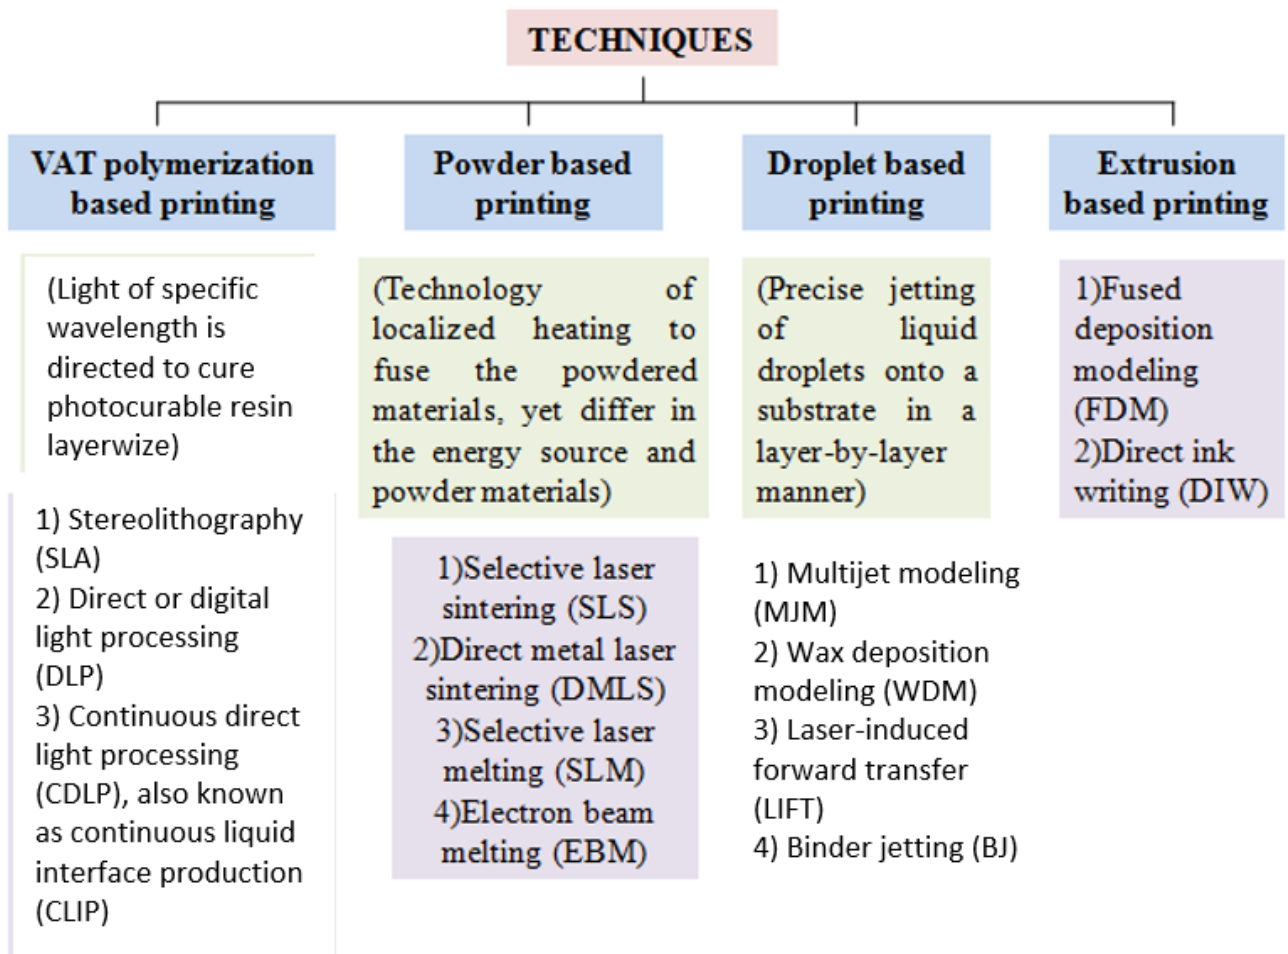 TECHNIQUES
VAT polymerization
based printing
(Light of specific
wavelength is
directed to cure
photocurable resin
layerwize)
1) Stereolithography
(SLA)
2) Direct or digital
light processing
(DLP)
3) Continuous direct
light processing
(CDLP), also known
as continuous liquid
interface production
(CLIP)
Powder based
printing
(Technology of
localized heating to
fuse the powdered
materials, yet differ in
the energy source and
powder materials)
1)Selective laser
sintering (SLS)
2)Direct metal laser
sintering (DMLS)
3)Selective laser
melting (SLM)
4)Electron beam
melting (EBM)
Droplet based
printing
(Precise jetting
of liquid
droplets onto a
substrate in a
layer-by-layer
manner)
1) Multijet modeling
(MJM)
2) Wax deposition
modeling (WDM)
3) Laser-induced
forward transfer
(LIFT)
4) Binder jetting (BJ)
Extrusion
based printing
1)Fused
deposition
modeling
(FDM)
2)Direct ink
writing (DIW)